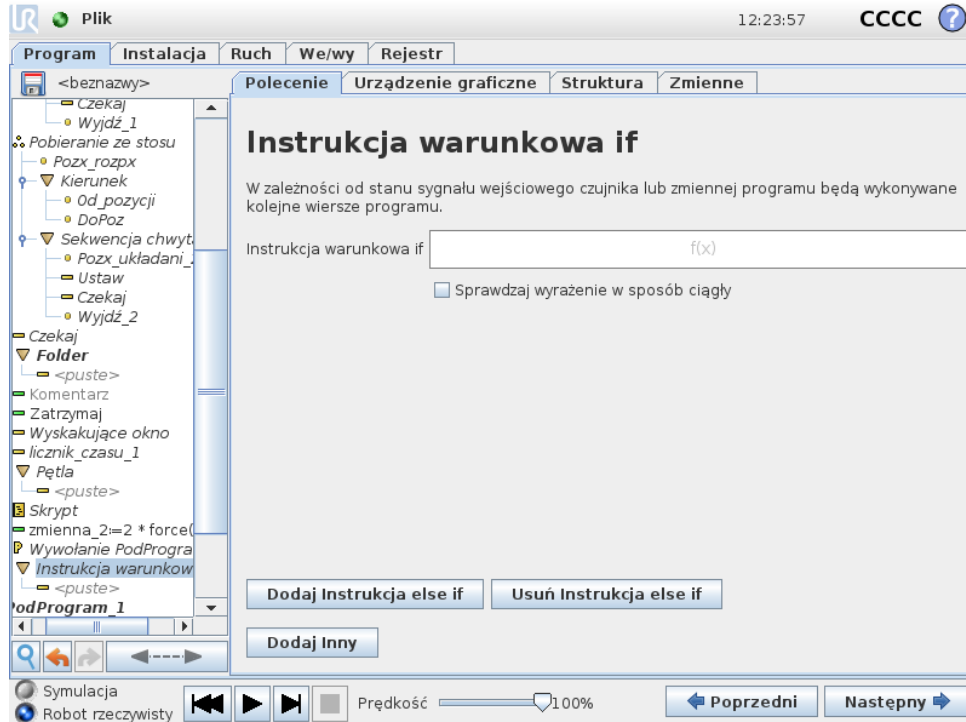 UR Plik 12:23:57 CCCC ?
Program Instalacja Ruch We/wy Rejestr
<beznazwy>
Polecenie Urządzenie graficzne Struktura Zmienne
Czekaj
Wyjdź_1
Pobieranie ze stosu
Pozx_rozpx
Kierunek
Od_pozycji
DoPoz
Sekwencja chwyt
Pozx_układani_
Ustaw
Czekaj
Wyjdź_2
Czekaj
Folder
<puste>
Komentarz
Zatrzymaj
Wyskakujące okno
licznik_czasu_1
Pętla
<puste>
Skrypt
zmienna_2:=2 * force(
Wywołanie PodProgra
Instrukcja warunkow
<puste>
PodProgram_1
Instrukcja warunkowa if
W zależności od stanu sygnału wejściowego czujnika lub zmiennej programu będą wykonywane
kolejne wiersze programu.
Instrukcja warunkowa if f(x)
Sprawdzaj wyrażenie w sposób ciągły
Dodaj Instrukcja else if Usuń Instrukcja else if
Dodaj Inny
Symulacja
Robot rzeczywisty
Prędkość 100%
Poprzedni Następny